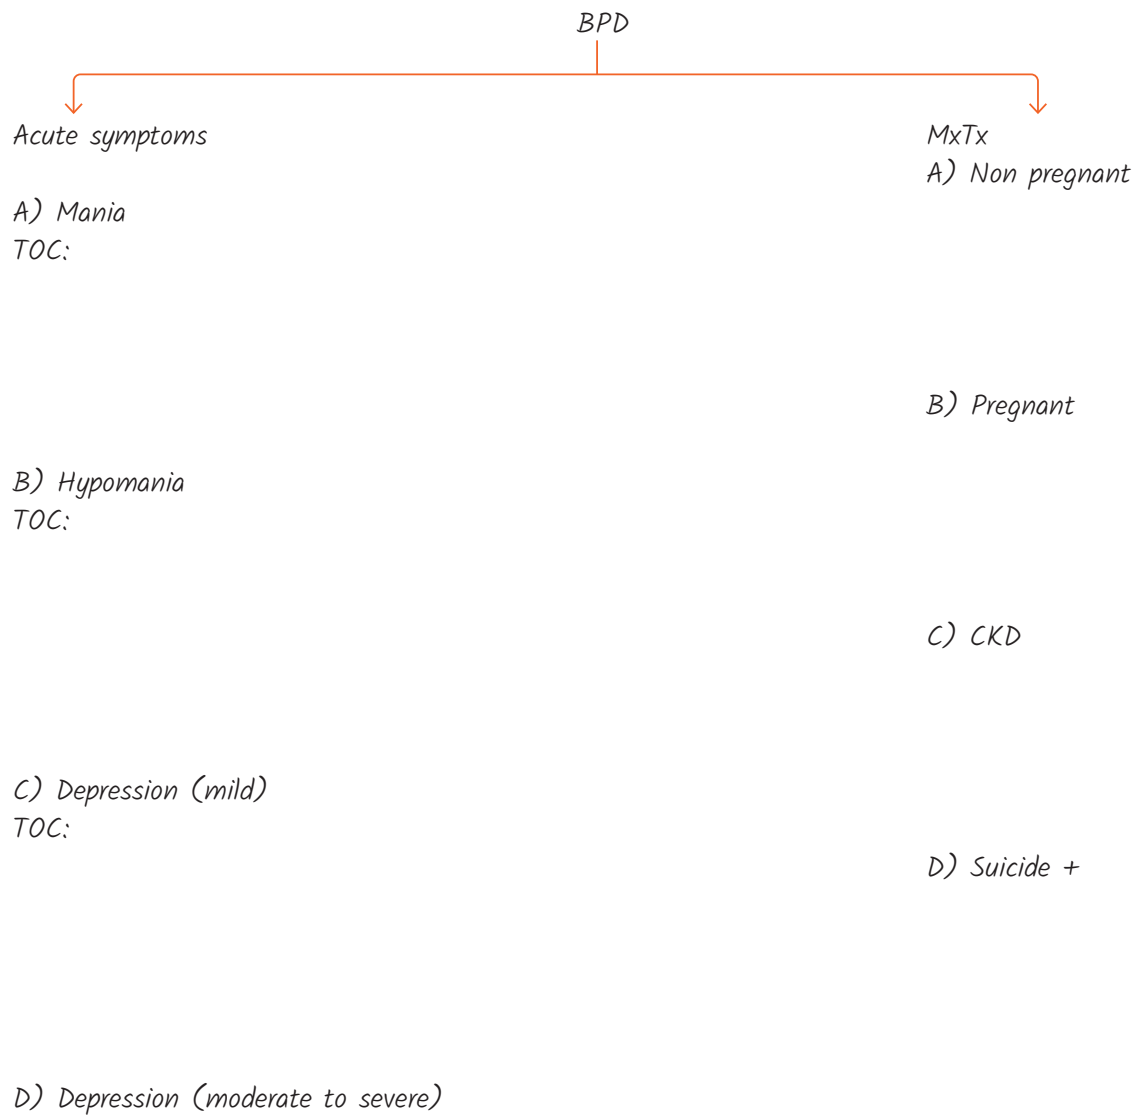 BPD
Acute symptoms
A) Mania
TOC:
B) Hypomania
TOC:
C) Depression (mild)
TOC:
D) Depression (moderate to severe)
MxTx
A) Non pregnant
B) Pregnant
C) CKD
D) Suicide +